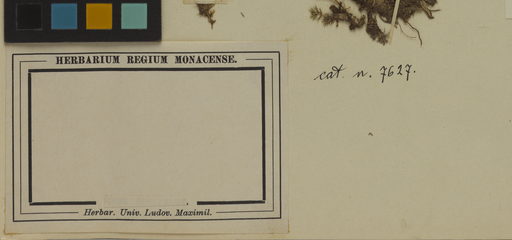 HERBARIUM REGIUM MONACENSE.
cat. n. 7627.
Herbar. Univ. Ludov. Maximil.